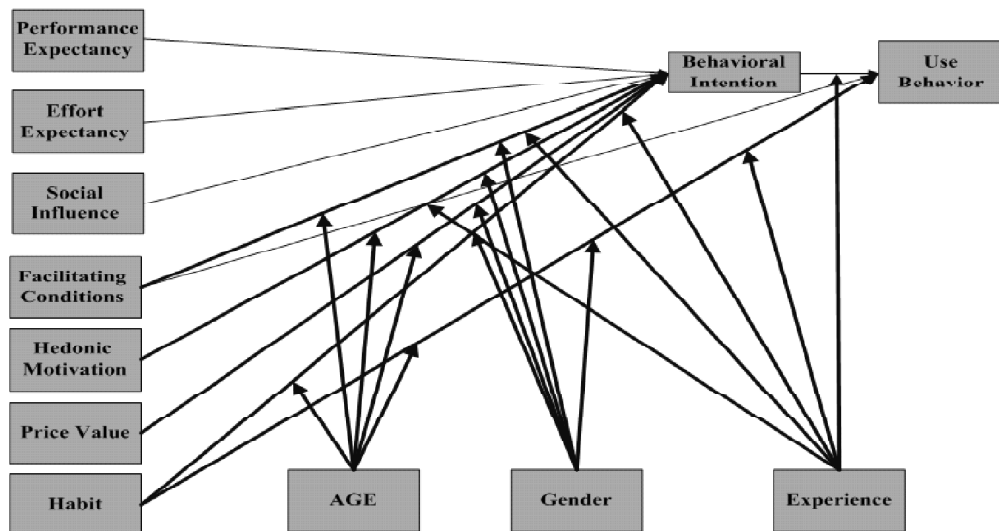 Performance
Expectancy
Effort
Expectancy
Social
Influence
Facilitating
Conditions
Hedonic
Motivation
Price Value
Habit
Behavioral
Intention
Use
Behavior
AGE
Gender
Experience